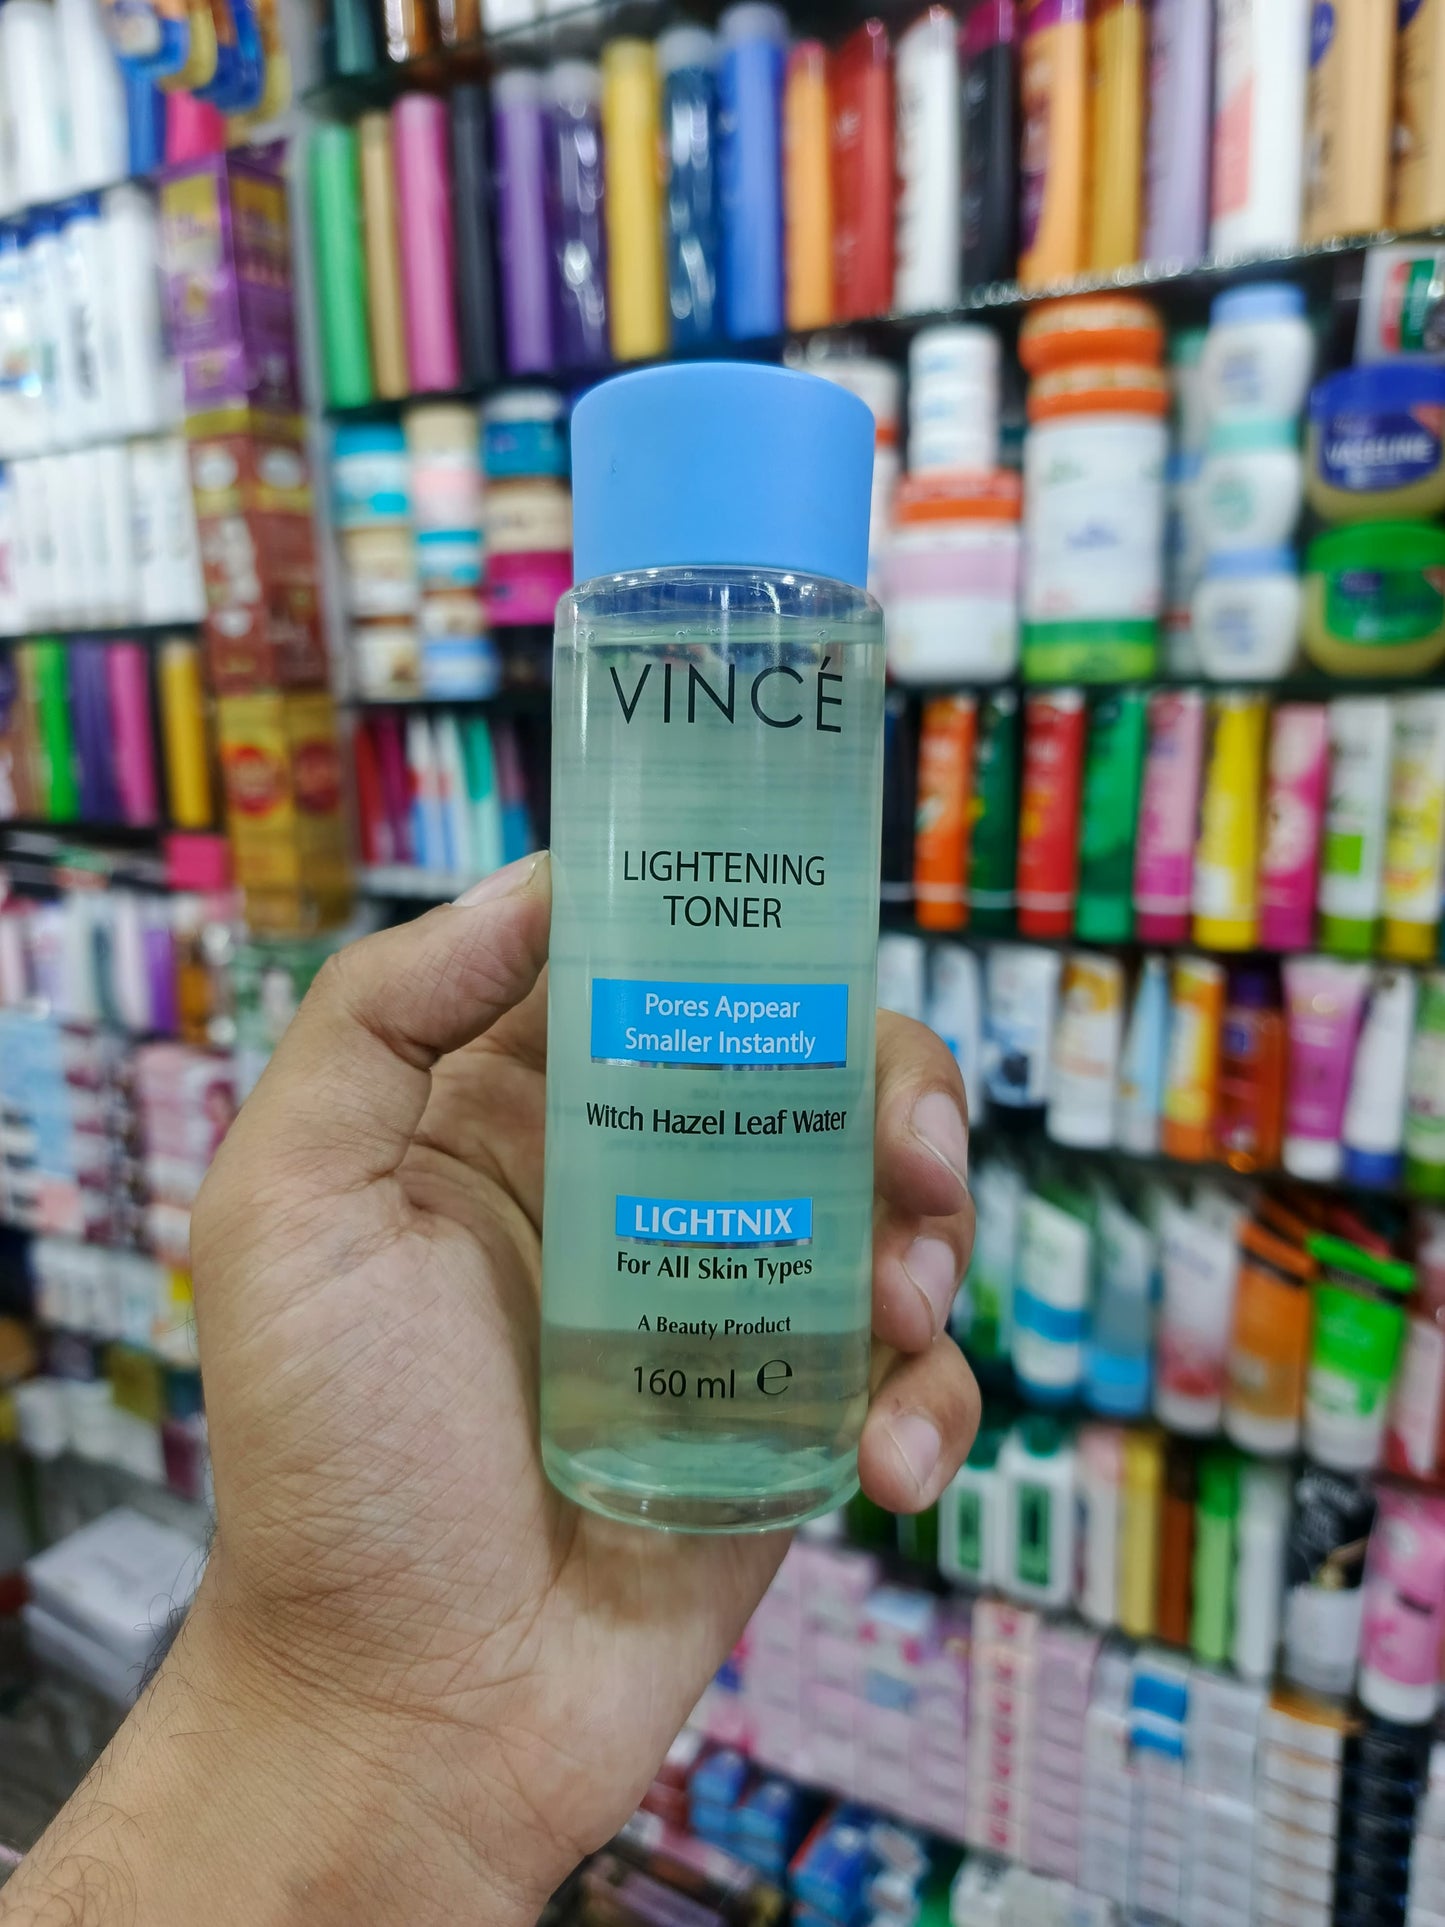 VINCÉ
LIGHTENING
TONER
Pores Appear
Smaller Instantly
Witch Hazel Leaf Water
LIGHTNIX
For All Skin Types
A Beauty Product
160 ml ℮
VASELINE